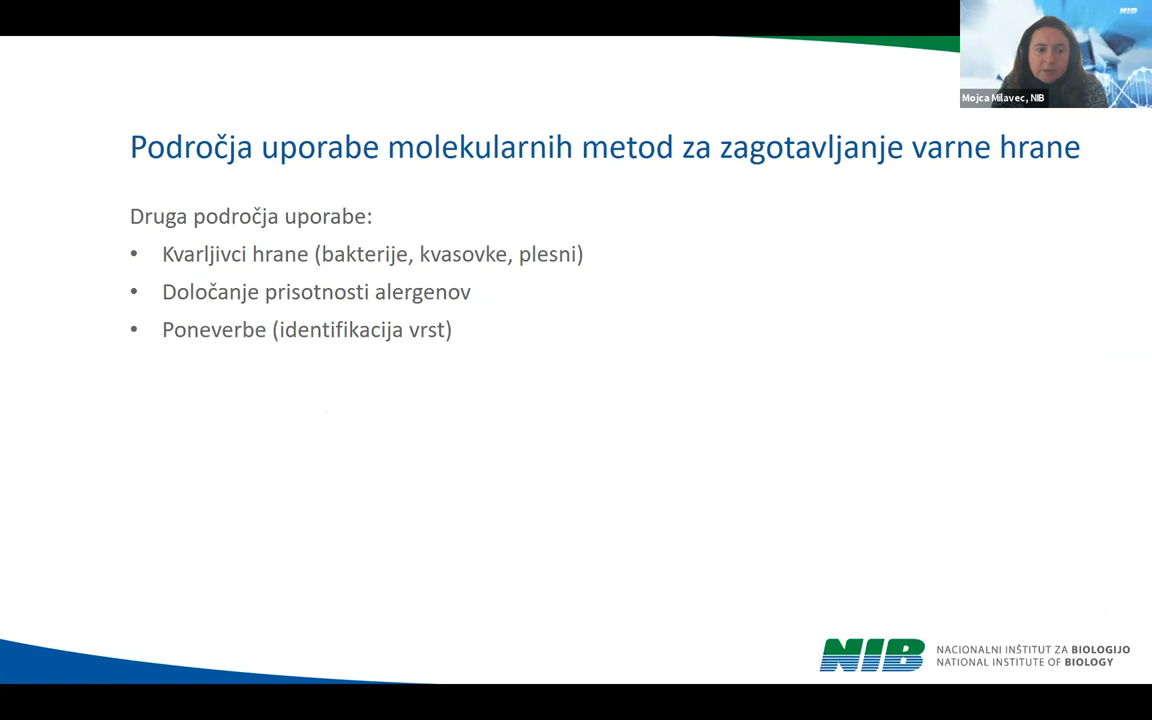 NIB
Mojca Milavec, NIB
Področja uporabe molekularnih metod za zagotavljanje varne hrane
Druga področja uporabe:
• Kvarljivci hrane (bakterije, kvasovke, plesni)
• Določanje prisotnosti alergenov
• Poneverbe (identifikacija vrst)
NIB
NACIONALNI INŠTITUT ZA BIOLOGIJO
NATIONAL INSTITUTE OF BIOLOGY